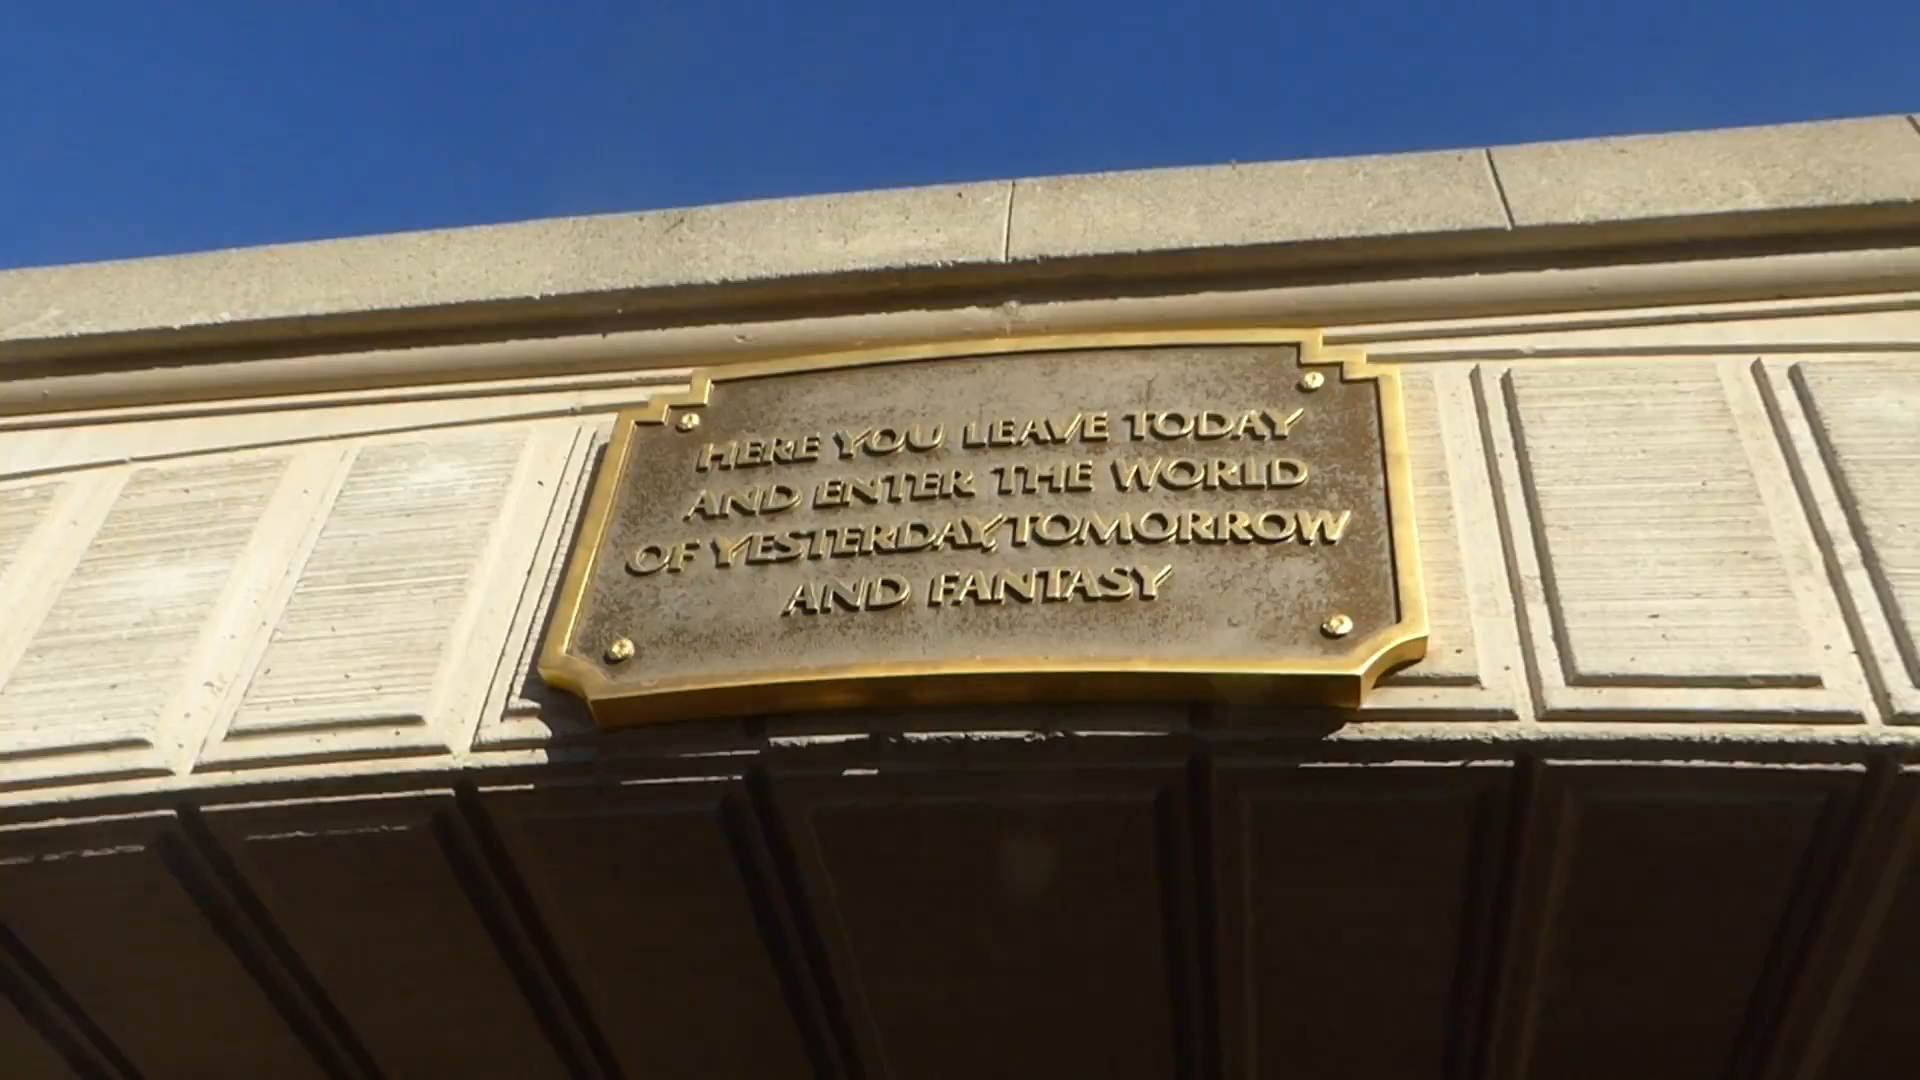 HERE YOU LEAVE TODAY
AND ENTER THE WORLD
OF YESTERDAY, TOMORROW
AND FANTASY